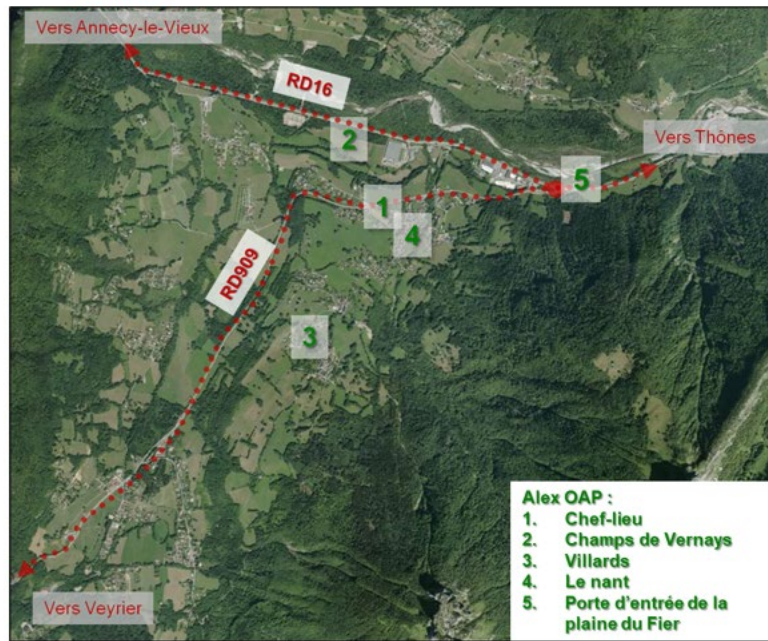 Vers Annecy-le-Vieux
RD16
2
Vers Thônes
5
1
4
RD909
3
Alex OAP :
1. Chef-lieu
2. Champs de Vernays
3. Villards
4. Le nant
5. Porte d'entrée de la
plaine du Fier
Vers Veyrier